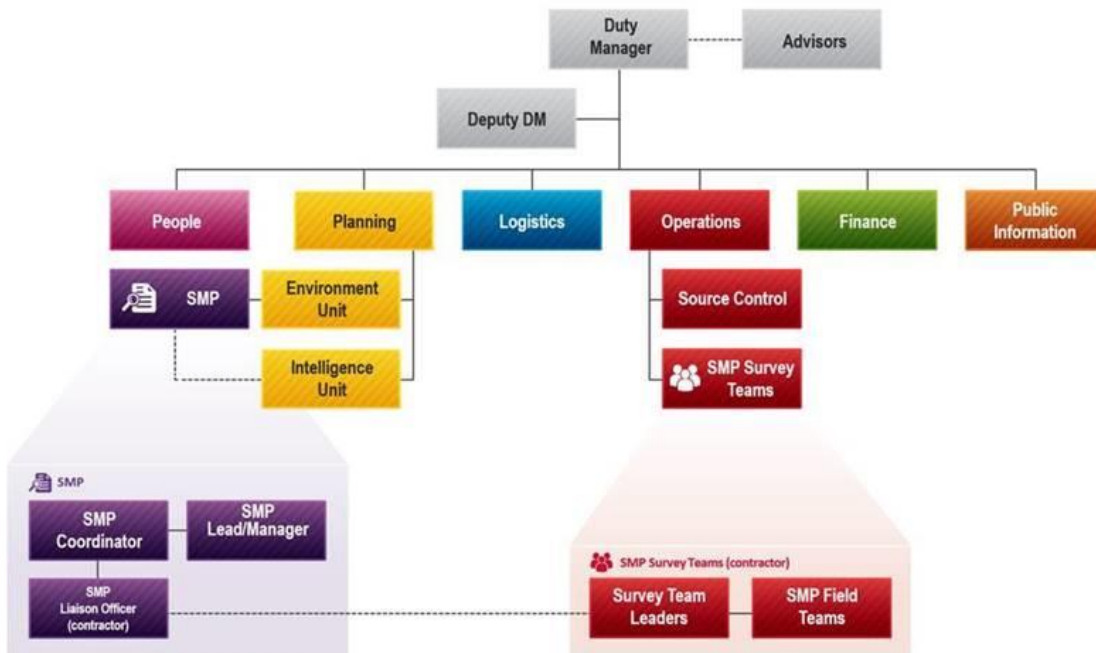 Duty
Manager
Advisors
Deputy DM
People
Planning
Logistics
Operations
Finance
Public
Information
SMP
Environment
Unit
Source Control
Intelligence
Unit
SMP Survey
Teams
SMP
SMP
Coordinator
SMP
Lead/Manager
SMP
Liaison Officer
(contractor)
SMP Survey Teams (contractor)
Survey Team
Leaders
SMP Field
Teams